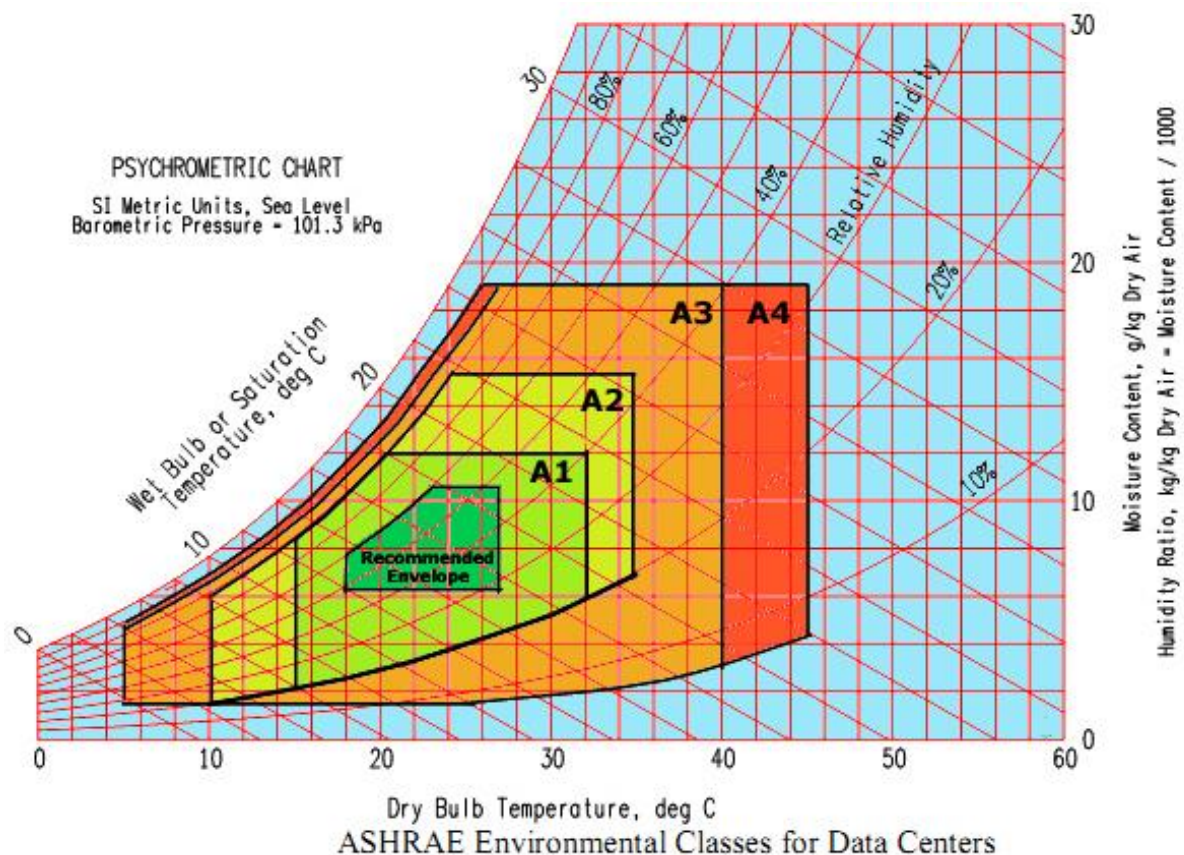 PSYCHROMETRIC CHART
SI Metric Units, Sea Level
Barometric Pressure - 101.3 kPa
Wet Bulb or Saturation
Temperature, deg C
0
10
20
30
80%
60%
40%
20%
10%
Relative Humidity
A3
A4
A2
A1
Recommended
Envelope
30
20
10
0
Moisture Content, g/kg Dry Air
Humidity Ratio, kg/kg Dry Air - Moisture Content / 1000
0
10
20
30
40
50
60
Dry Bulb Temperature, deg C
ASHRAE Environmental Classes for Data Centers